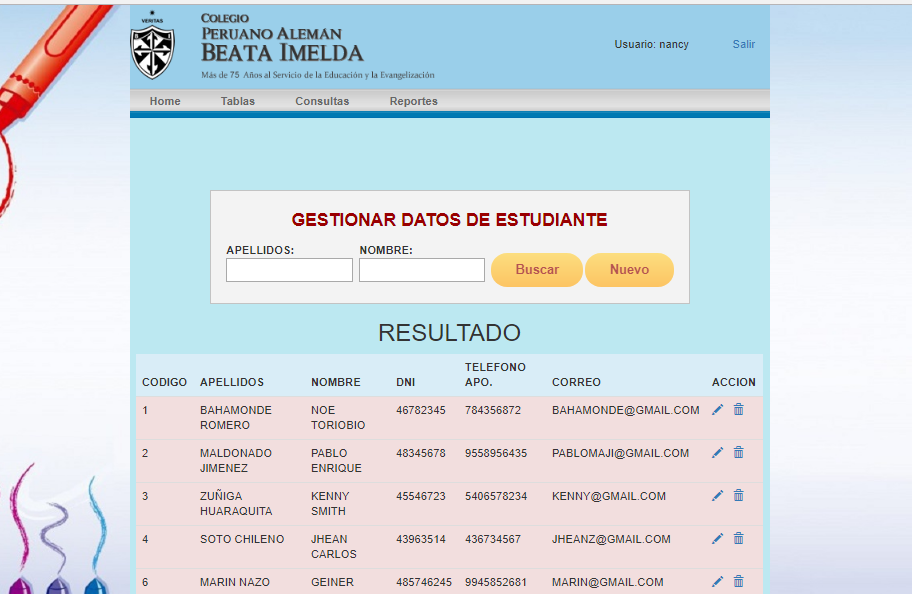 VERITAS
COLEGIO
PERUANO ALEMAN
BEATA IMELDA
Más de 75 Años al Servicio de la Educación y la Evangelización
Usuario: nancy Salir
Home Tablas Consultas Reportes
GESTIONAR DATOS DE ESTUDIANTE
APELLIDOS: NOMBRE:
Buscar Nuevo
RESULTADO
CODIGO APELLIDOS NOMBRE DNI TELEFONO APO. CORREO ACCION
1 BAHAMONDE ROMERO NOE TORIOBIO 46782345 784356872 BAHAMONDE@GMAIL.COM
2 MALDONADO JIMENEZ PABLO ENRIQUE 48345678 9558956435 PABLOMAJI@GMAIL.COM
3 ZUÑIGA HUARAQUITA KENNY SMITH 45546723 5406578234 KENNY@GMAIL.COM
4 SOTO CHILENO JHEAN CARLOS 43963514 436734567 JHEANZ@GMAIL.COM
6 MARIN NAZO GEINER 485746245 9945852681 MARIN@GMAIL.COM